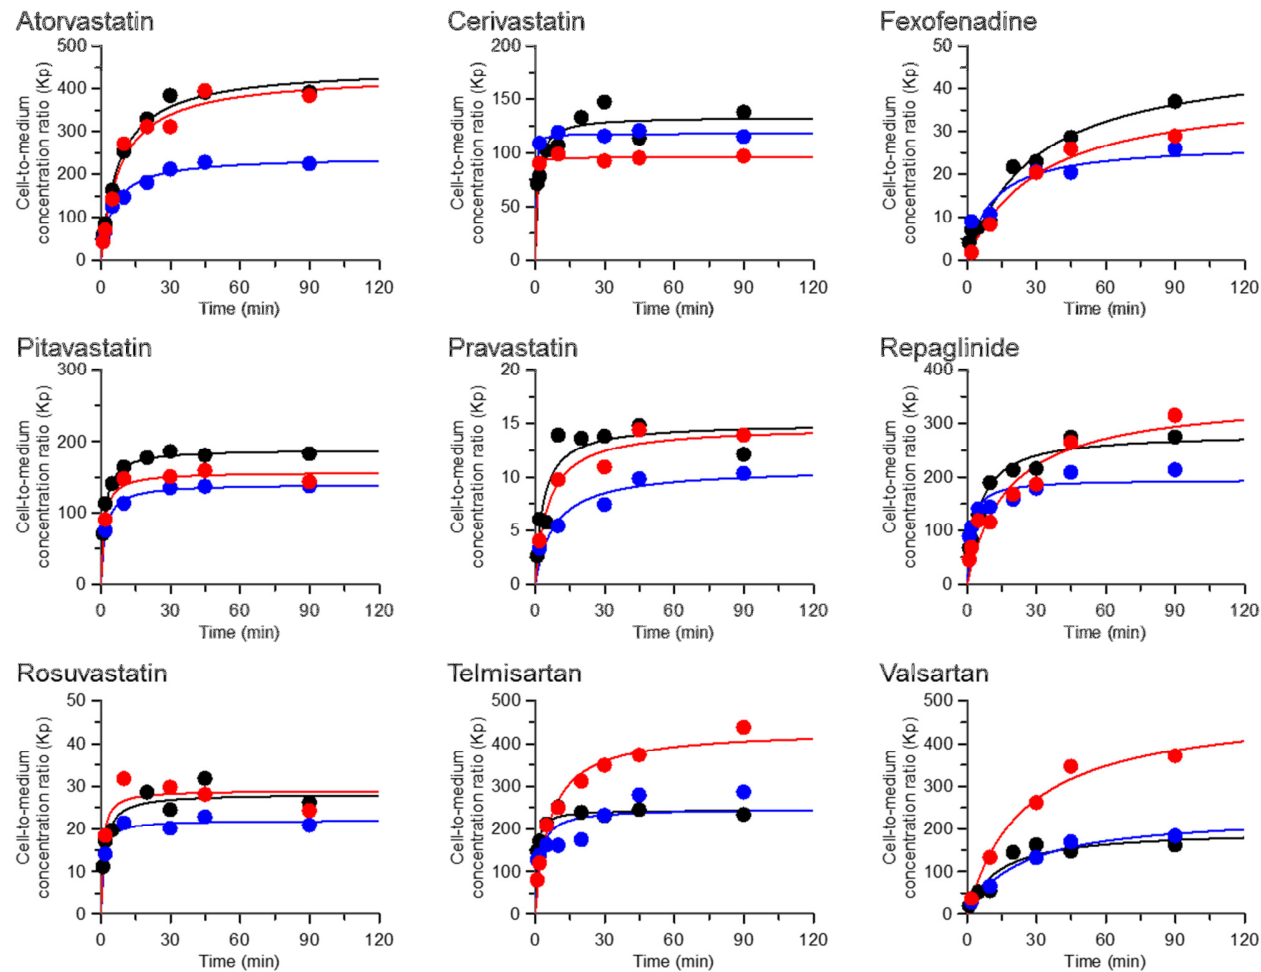 Atorvastatin
Cell-to-medium
concentration ratio (Kp)
500
400
300
200
100
0
0 30 60 90 120
Time (min)
Cerivastatin
Cell-to-medium
concentration ratio (Kp)
200
150
100
50
0
0 30 60 90 120
Time (min)
Fexofenadine
Cell-to-medium
concentration ratio (Kp)
50
40
30
20
10
0
0 30 60 90 120
Time (min)
Pitavastatin
Cell-to-medium
concentration ratio (Kp)
300
200
100
0
0 30 60 90 120
Time (min)
Pravastatin
Cell-to-medium
concentration ratio (Kp)
20
15
10
5
0
0 30 60 90 120
Time (min)
Repaglinide
Cell-to-medium
concentration ratio (Kp)
400
300
200
100
0
0 30 60 90 120
Time (min)
Rosuvastatin
Cell-to-medium
concentration ratio (Kp)
50
40
30
20
10
0
0 30 60 90 120
Time (min)
Telmisartan
Cell-to-medium
concentration ratio (Kp)
500
400
300
200
100
0
0 30 60 90 120
Time (min)
Valsartan
Cell-to-medium
concentration ratio (Kp)
500
400
300
200
100
0
0 30 60 90 120
Time (min)